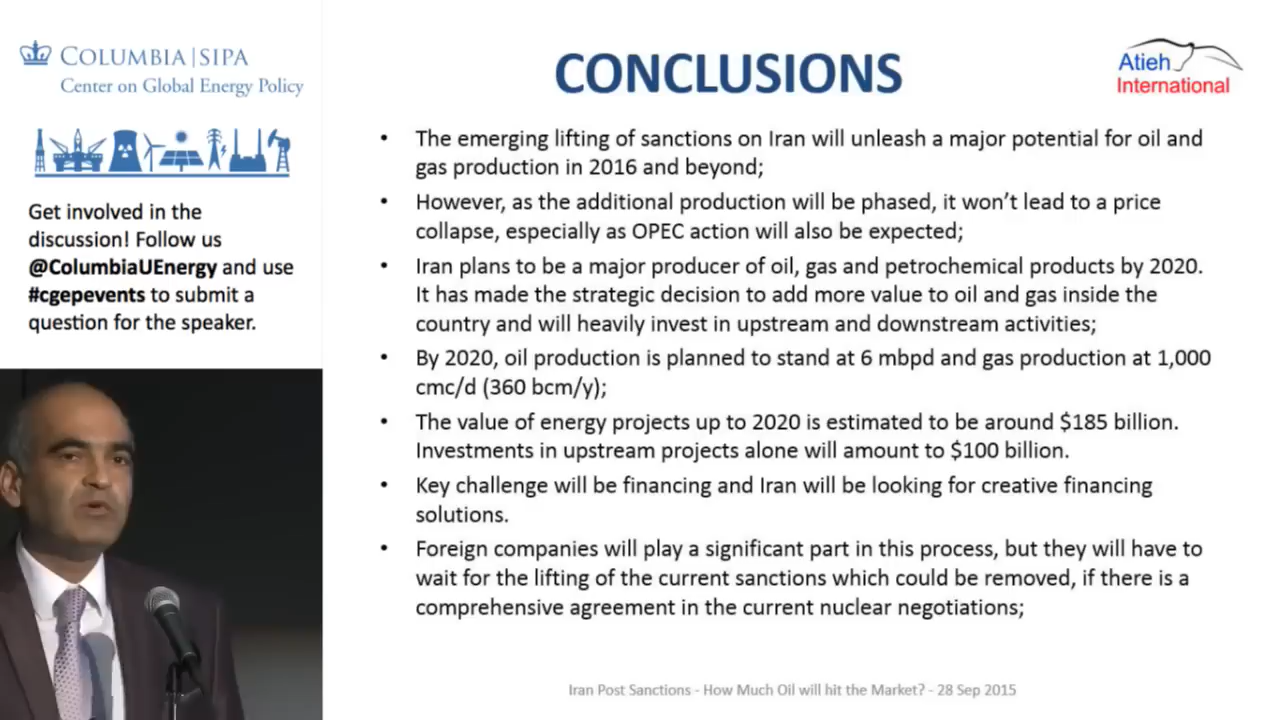 COLUMBIA | SIPA
Center on Global Energy Policy
Get involved in the
discussion! Follow us
@ColumbiaUEnergy and use
#cgepevents to submit a
question for the speaker.
CONCLUSIONS
Atieh
International
• The emerging lifting of sanctions on Iran will unleash a major potential for oil and
gas production in 2016 and beyond;
• However, as the additional production will be phased, it won’t lead to a price
collapse, especially as OPEC action will also be expected;
• Iran plans to be a major producer of oil, gas and petrochemical products by 2020.
It has made the strategic decision to add more value to oil and gas inside the
country and will heavily invest in upstream and downstream activities;
• By 2020, oil production is planned to stand at 6 mbpd and gas production at 1,000
cmc/d (360 bcm/y);
• The value of energy projects up to 2020 is estimated to be around $185 billion.
Investments in upstream projects alone will amount to $100 billion.
• Key challenge will be financing and Iran will be looking for creative financing
solutions.
• Foreign companies will play a significant part in this process, but they will have to
wait for the lifting of the current sanctions which could be removed, if there is a
comprehensive agreement in the current nuclear negotiations;
Iran Post Sanctions - How Much Oil will hit the Market? - 28 Sep 2015